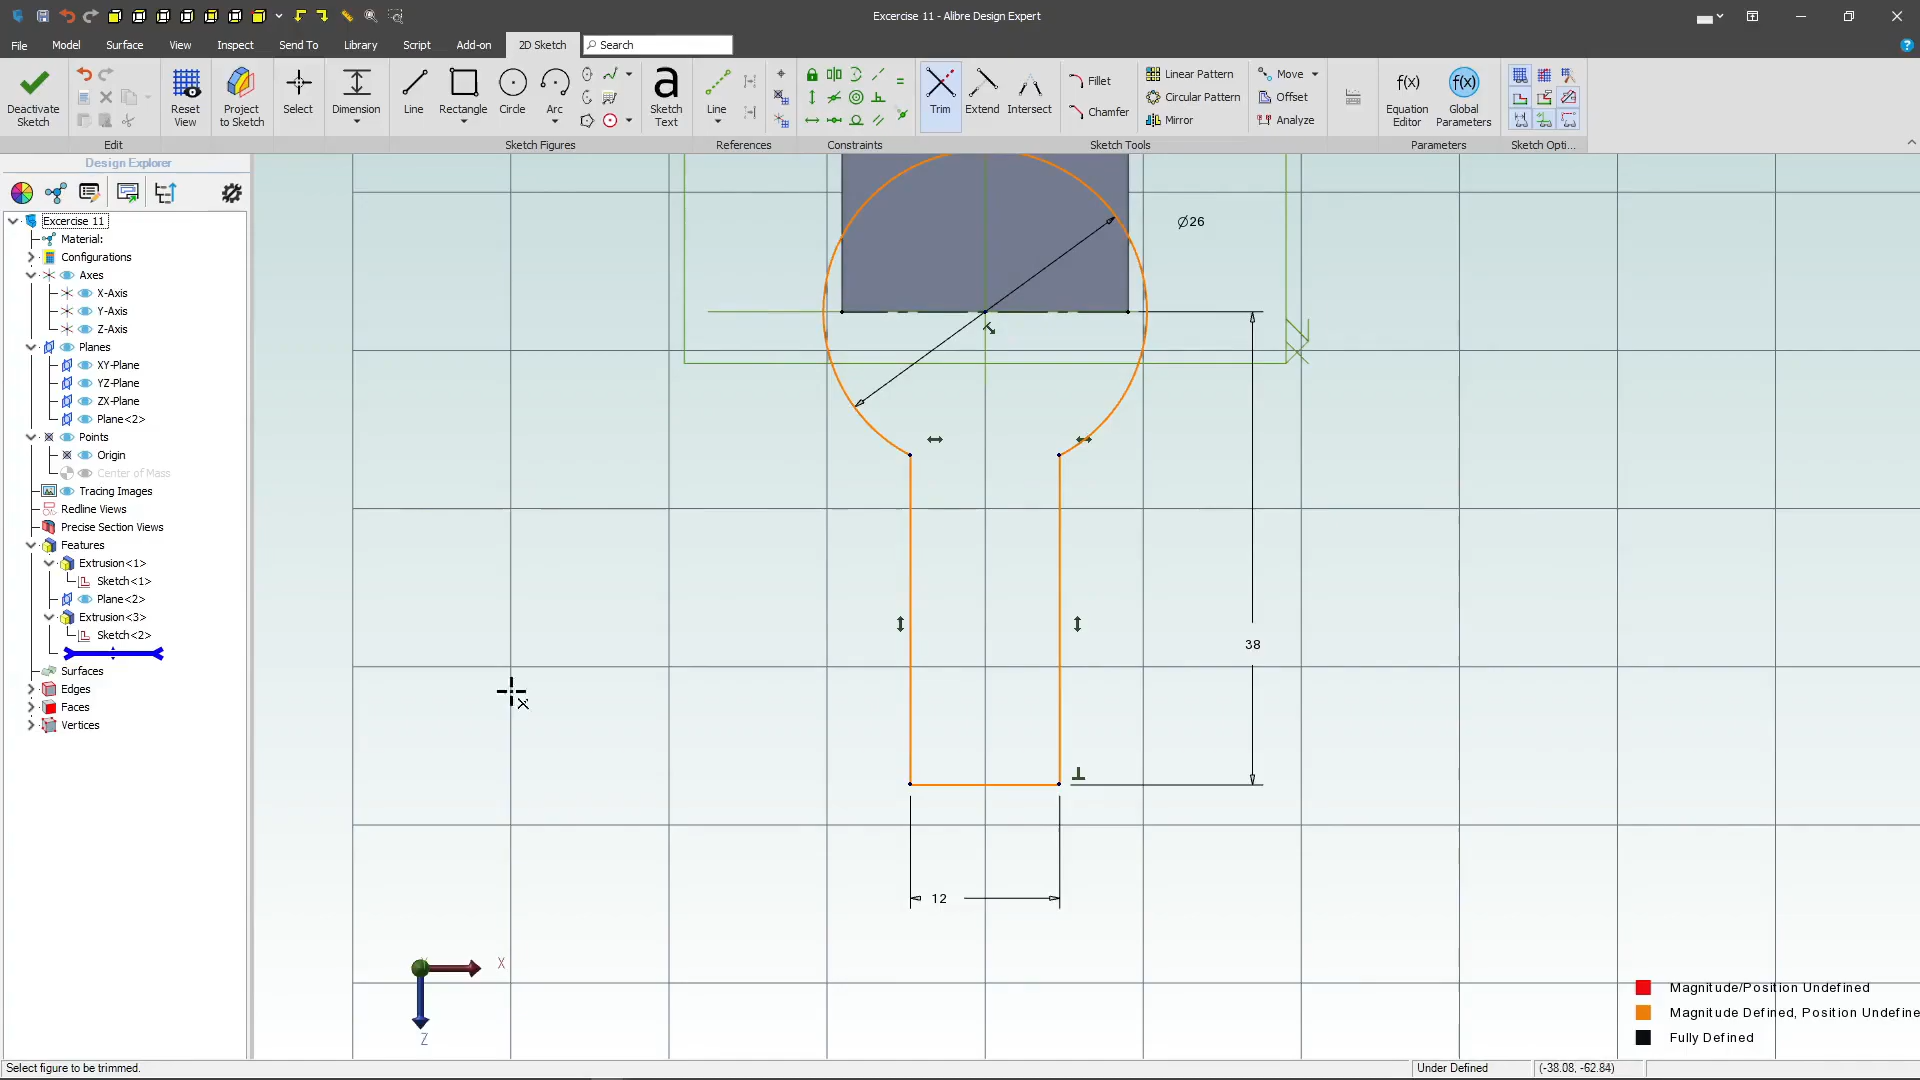 Excercise 11 - Alibre Design Expert
File Model Surface View Inspect Send To Library Script Add-on 2D Sketch Search
Deactivate Sketch
Reset View
Project to Sketch
Select
Dimension
Line
Rectangle
Circle
Arc
a
Sketch Text
Line
Trim
Extend
Intersect
Fillet
Chamfer
Linear Pattern
Circular Pattern
Mirror
Move
Offset
Analyze
f(x)
Equation Editor
f(x)
Global Parameters
Edit
Sketch Figures
References
Constraints
Sketch Tools
Parameters
Sketch Opti...
Design Explorer
Excercise 11
Material:
Configurations
Axes
X-Axis
Y-Axis
Z-Axis
Planes
XY-Plane
YZ-Plane
ZX-Plane
Plane<2>
Points
Origin
Center of Mass
Tracing Images
Redline Views
Precise Section Views
Features
Extrusion<1>
Sketch<1>
Plane<2>
Extrusion<3>
Sketch<2>
Surfaces
Edges
Faces
Vertices
∅26
38
12
X
Z
Magnitude/Position Undefined
Magnitude Defined, Position Undefine
Fully Defined
Select figure to be trimmed.
Under Defined
(-38.08, -62.84)